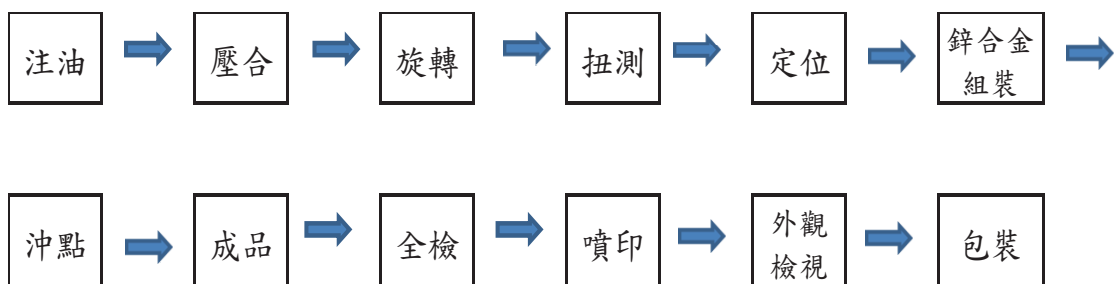 注油
壓合
旋轉
扭測
定位
鋅合金
組裝
沖點
成品
全檢
噴印
外觀
檢視
包裝